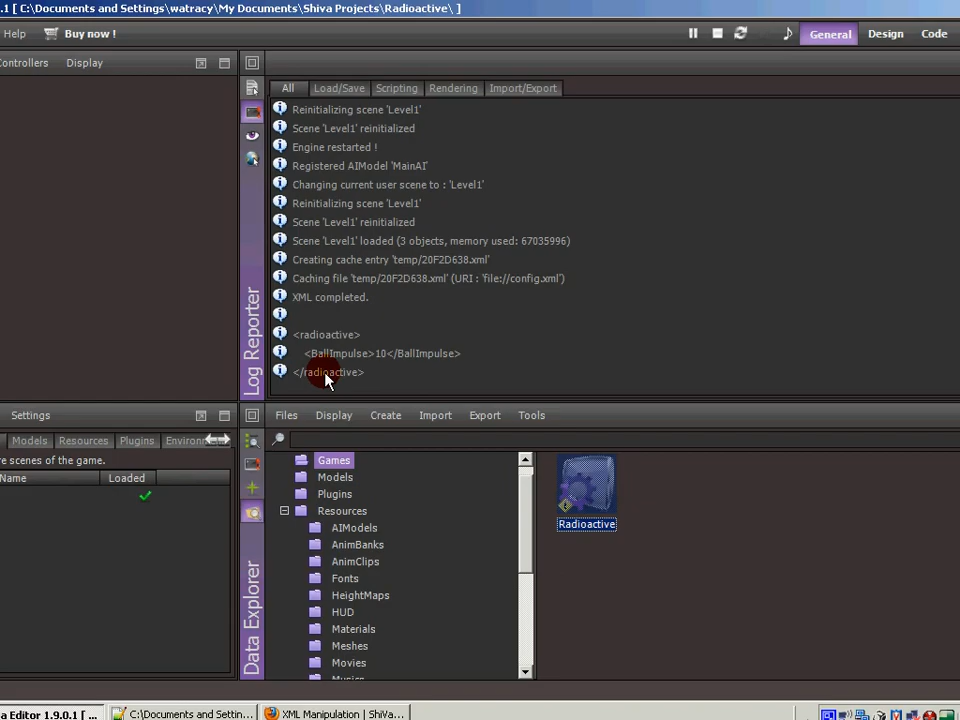 .1 [ C:\Documents and Settings\watracy\My Documents\Shiva Projects\Radioactive\ ]
Help Buy now ! General Design Code
Controllers Display
All Load/Save Scripting Rendering Import/Export
Reinitializing scene 'Level1'
Scene 'Level1' reinitialized
Engine restarted !
Registered AIModel 'MainAI'
Changing current user scene to : 'Level1'
Reinitializing scene 'Level1'
Scene 'Level1' reinitialized
Scene 'Level1' loaded (3 objects, memory used: 67035996)
Creating cache entry 'temp/20F2D638.xml'
Caching file 'temp/20F2D638.xml' (URI : 'file://config.xml')
XML completed.
<radioactive>
<BallImpulse>10</BallImpulse>
</radioactive>
Log Reporter
Settings
Models Resources Plugins Environ
re scenes of the game.
Name Loaded
Files Display Create Import Export Tools
Games
Models
Plugins
Resources
AIModels
AnimBanks
AnimClips
Fonts
HeightMaps
HUD
Materials
Meshes
Movies
Radioactive
Data Explorer
a Editor 1.9.0.1 [ ... C:\Documents and Settin... XML Manipulation | ShiVa...